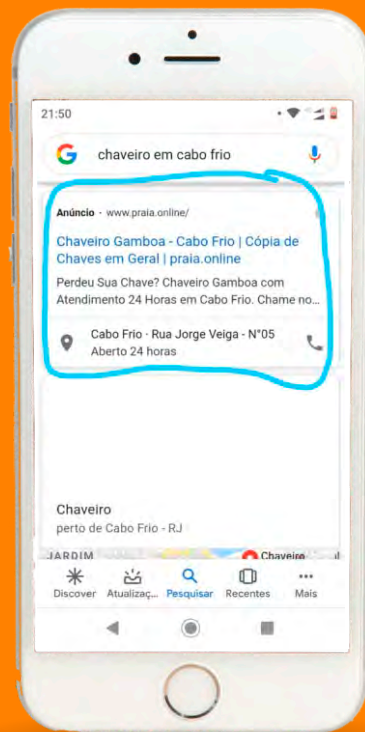 21:50
G chaveiro em cabo frio
Anúncio · www.praia.online/
Chaveiro Gamboa - Cabo Frio | Cópia de
Chaves em Geral | praia.online
Perdeu Sua Chave? Chaveiro Gamboa com
Atendimento 24 Horas em Cabo Frio. Chame no...
Cabo Frio · Rua Jorge Veiga - N°05
Aberto 24 horas
Chaveiro
perto de Cabo Frio - RJ
JARDIM
Chaveiro
Discover Atualizaç... Pesquisar Recentes Mais